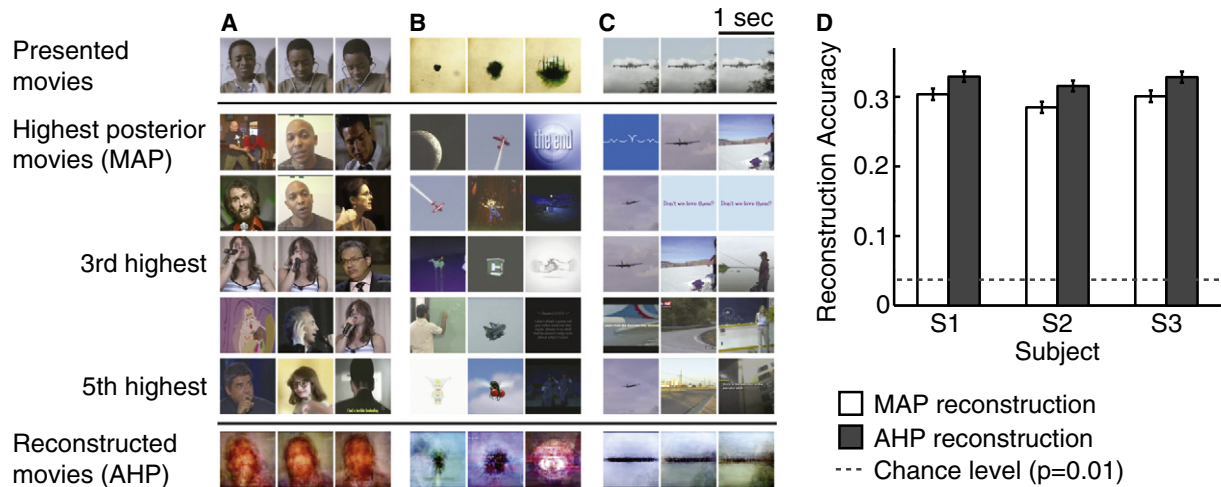 A
B
C
1 sec
D
Presented
movies
Highest posterior
movies (MAP)
the end
Don't we love them?
Don't we love them?
3rd highest
5th highest
Reconstructed
movies (AHP)
Reconstruction Accuracy
0.3
0.2
0.1
0
S1
S2
S3
Subject
MAP reconstruction
AHP reconstruction
Chance level (p=0.01)